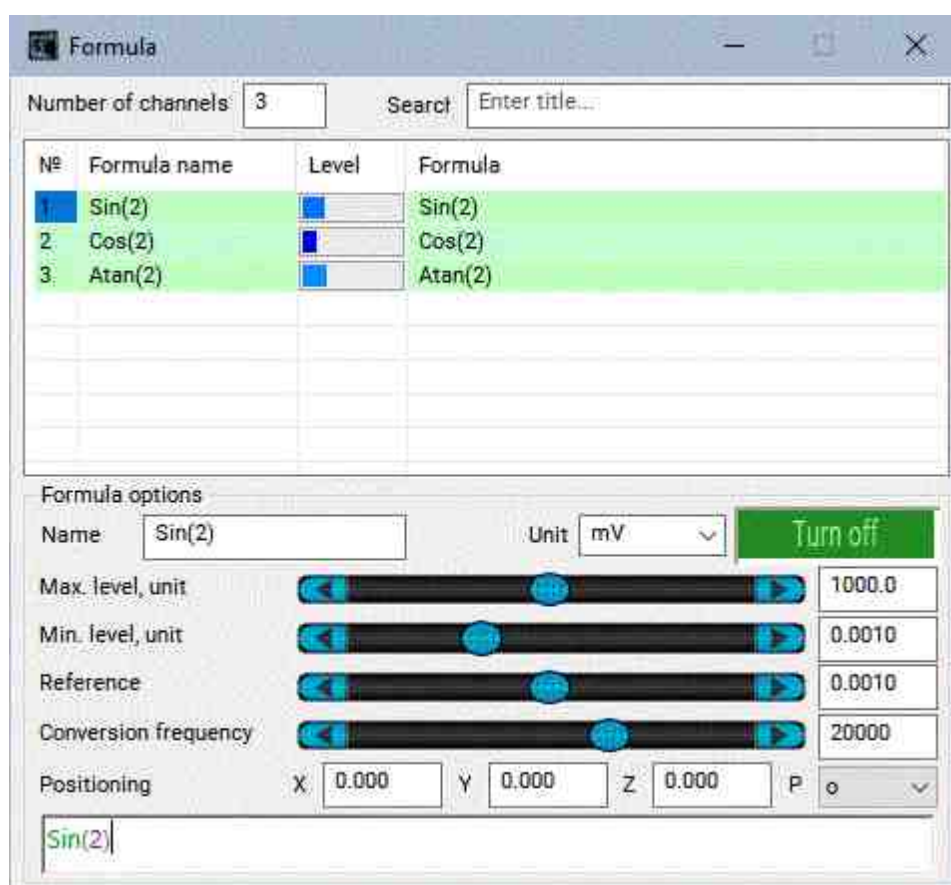 Formula
Number of channels 3 Search Enter title...
Nº Formula name Level Formula
1 Sin(2) Sin(2)
2 Cos(2) Cos(2)
3 Atan(2) Atan(2)
Formula options
Name Sin(2) Unit mV Turn off
Max. level, unit 1000.0
Min. level, unit 0.0010
Reference 0.0010
Conversion frequency 20000
Positioning X 0.000 Y 0.000 Z 0.000 P o
Sin(2)